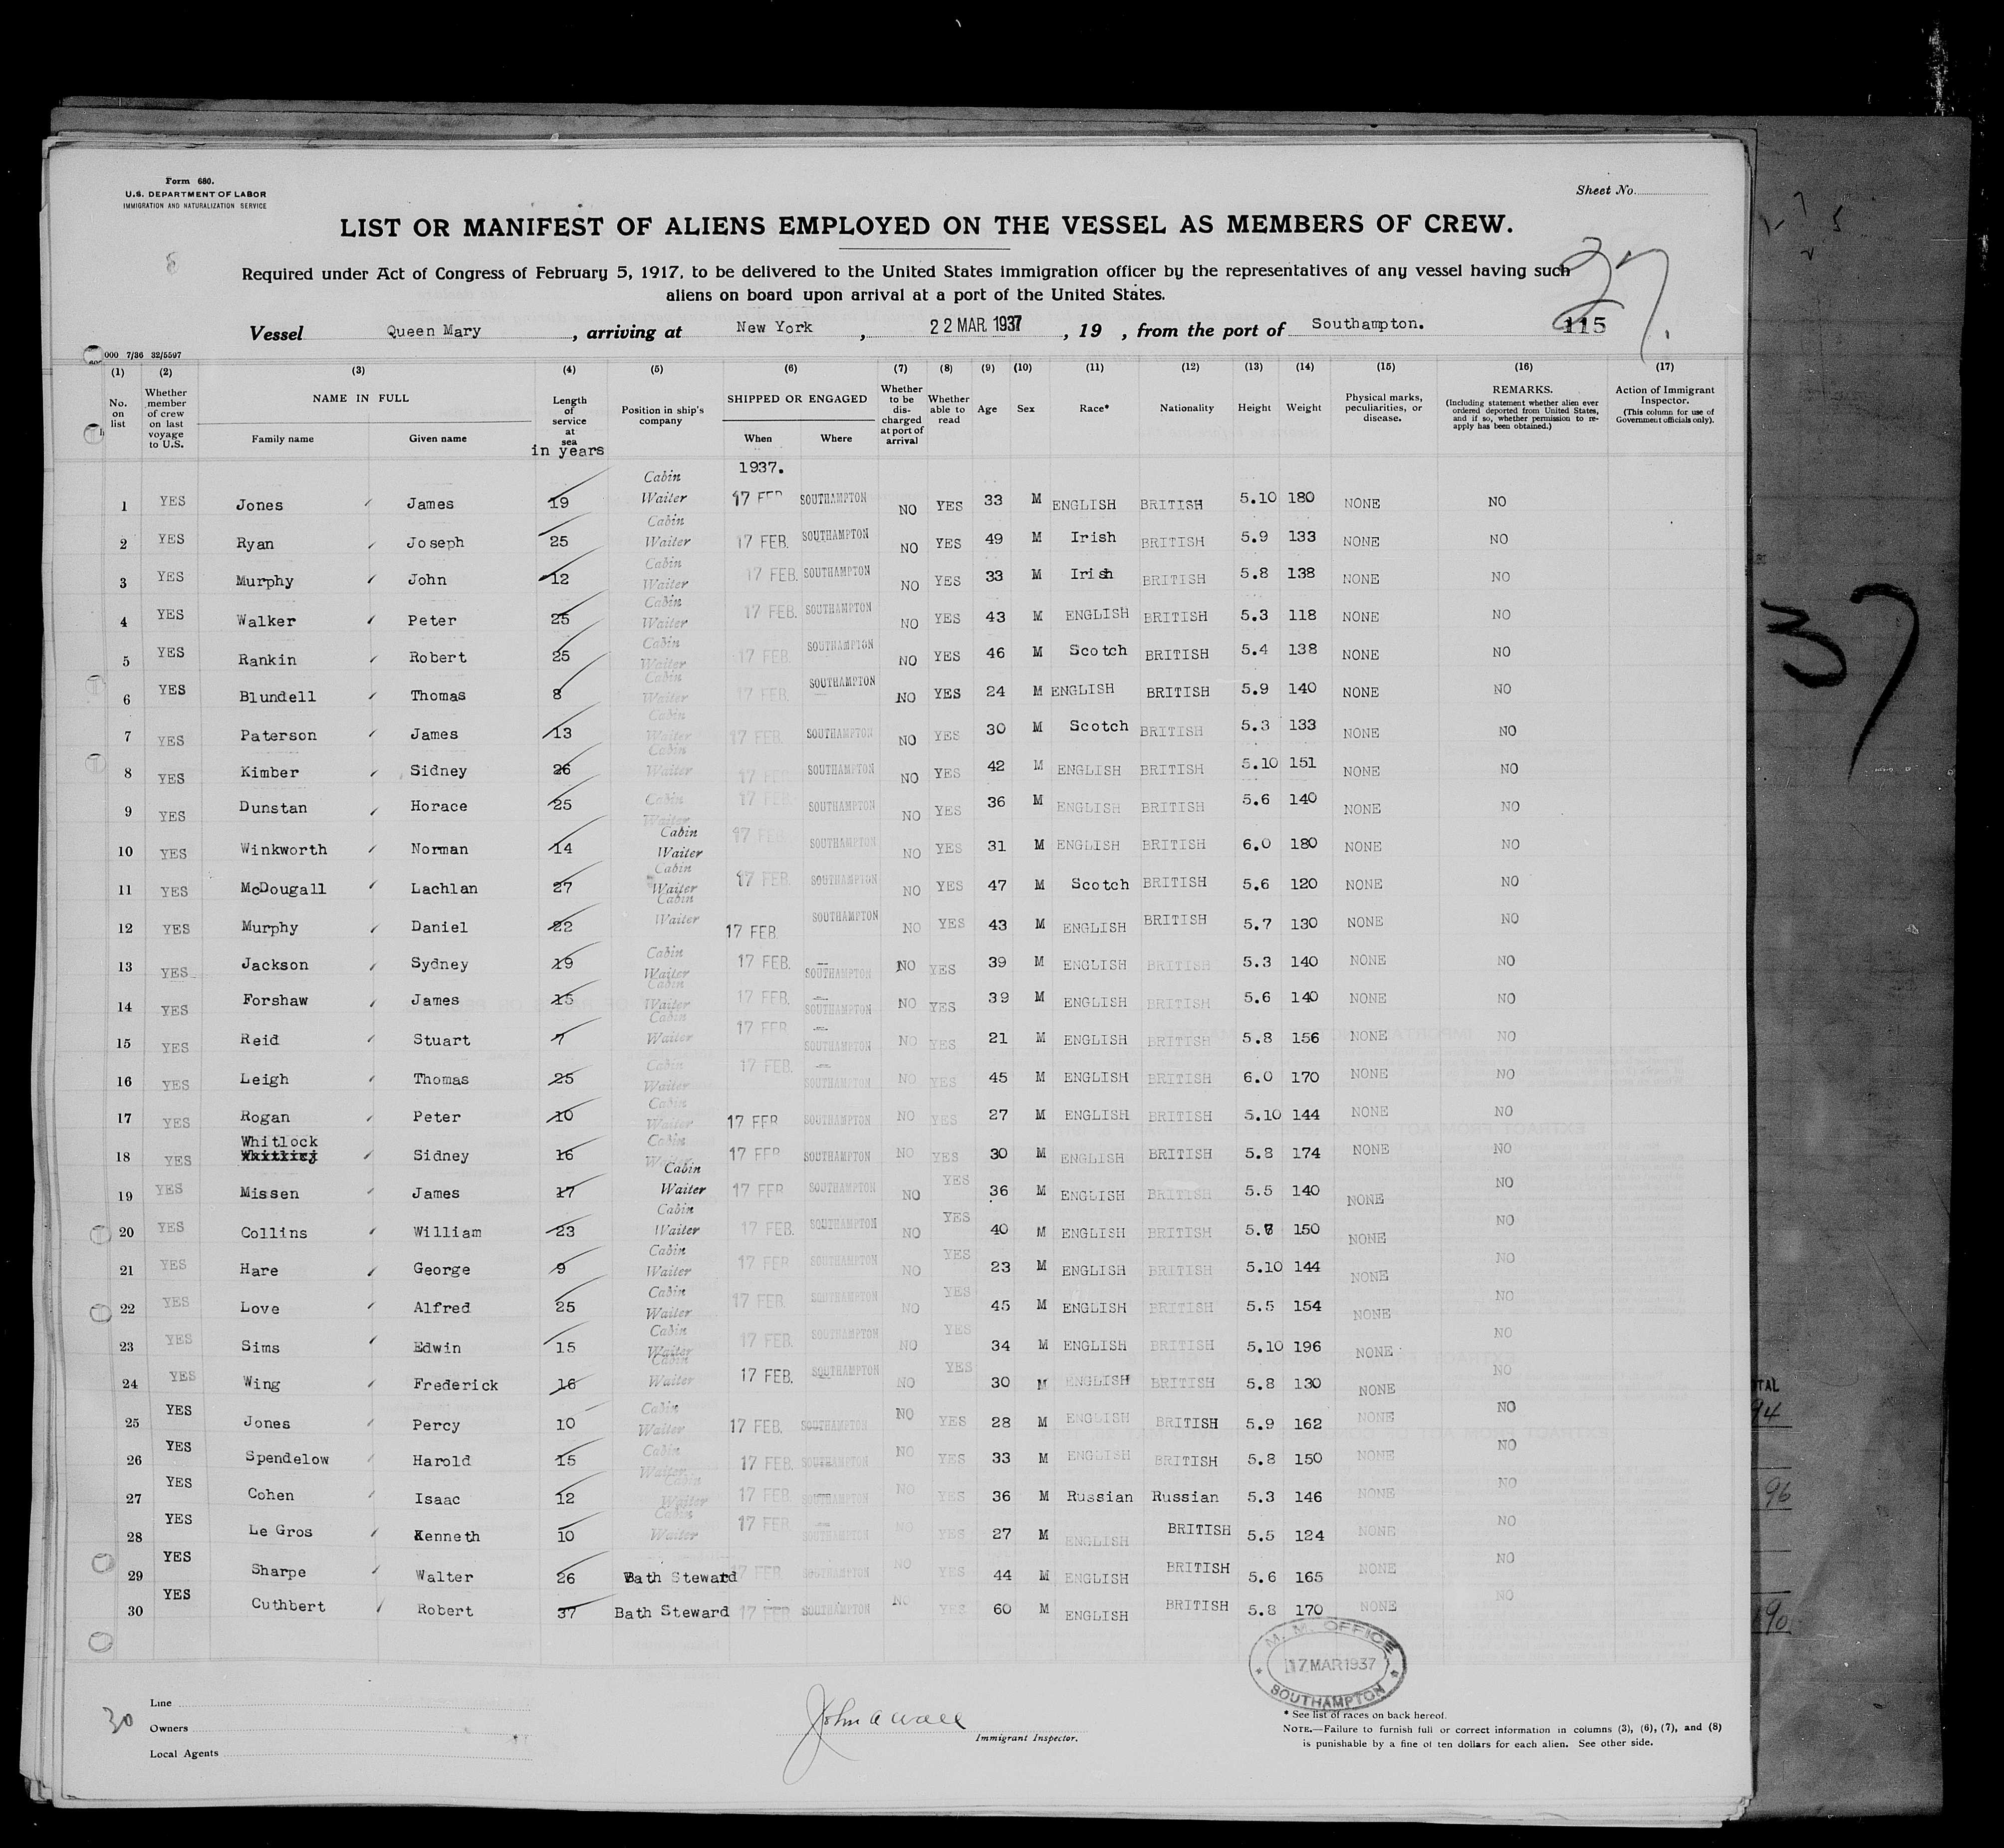 Form 680.
U.S. DEPARTMENT OF LABOR
IMMIGRATION AND NATURALIZATION SERVICE
Sheet No.
LIST OR MANIFEST OF ALIENS EMPLOYED ON THE VESSEL AS MEMBERS OF CREW.
37.
Required under Act of Congress of February 5, 1917, to be delivered to the United States immigration officer by the representatives of any vessel having such
aliens on board upon arrival at a port of the United States.
Vessel Queen Mary, arriving at New York, 22 MAR. 1937, 19 , from the port of Southampton. 115
000 7/36 32/5597
(1) (2) (3) (4) (5) (6) (7) (8) (9) (10) (11) (12) (13) (14) (15) (16) (17)
No. on list Whether member of crew on last voyage to U.S. NAME IN FULL Family name Given name Length of service at sea in years Position in ship's company SHIPPED OR ENGAGED When Where Whether to be discharged at port of arrival Whether able to read Age Sex Race* Nationality Height Weight Physical marks, peculiarities, or disease. REMARKS. (Including statement whether alien ever ordered deported from United States, and if so, whether permission to reapply has been obtained.) Action of Immigrant Inspector. (This column for use of Government officials only).
1937.
1 YES Jones James 19 Cabin Waiter 17 FEB SOUTHAMPTON NO YES 33 M ENGLISH BRITISH 5.10 180 NONE NO
2 YES Ryan Joseph 25 Cabin Waiter 17 FEB. SOUTHAMPTON NO YES 49 M Irish BRITISH 5.9 133 NONE NO
3 YES Murphy John 12 Cabin Waiter 17 FEB. SOUTHAMPTON NO YES 33 M Irish BRITISH 5.8 138 NONE NO
4 YES Walker Peter 25 Cabin Waiter 17 FEB. SOUTHAMPTON NO YES 43 M ENGLISH BRITISH 5.3 118 NONE NO
5 YES Rankin Robert 25 Cabin Waiter 17 FEB. SOUTHAMPTON NO YES 46 M Scotch BRITISH 5.4 138 NONE NO
6 YES Blundell Thomas 8 Cabin Waiter 17 FEB. SOUTHAMPTON NO YES 24 M ENGLISH BRITISH 5.9 140 NONE NO
7 YES Paterson James 13 Cabin Waiter 17 FEB. SOUTHAMPTON NO YES 30 M Scotch BRITISH 5.3 133 NONE NO
8 YES Kimber Sidney 26 Cabin Waiter 17 FEB SOUTHAMPTON NO YES 42 M ENGLISH BRITISH 5.10 151 NONE NO
9 YES Dunstan Horace 25 Cabin Waiter 17 FEB SOUTHAMPTON NO YES 36 M ENGLISH BRITISH 5.6 140 NONE NO
10 YES Winkworth Norman 14 Cabin Waiter 17 FEB SOUTHAMPTON NO YES 31 M ENGLISH BRITISH 6.0 180 NONE NO
11 YES McDougall Lachlan 27 Cabin Waiter 17 FEB. SOUTHAMPTON NO YES 47 M Scotch BRITISH 5.6 120 NONE NO
12 YES Murphy Daniel 22 Cabin Waiter 17 FEB. SOUTHAMPTON NO YES 43 M ENGLISH BRITISH 5.7 130 NONE NO
13 YES Jackson Sydney 19 Cabin Waiter 17 FEB. SOUTHAMPTON NO YES 39 M ENGLISH BRITISH 5.3 140 NONE NO
14 YES Forshaw James 15 Cabin Waiter 17 FEB. SOUTHAMPTON NO YES 39 M ENGLISH BRITISH 5.6 140 NONE NO
15 YES Reid Stuart 7 Cabin Waiter 17 FEB SOUTHAMPTON NO YES 21 M ENGLISH BRITISH 5.8 156 NONE NO
16 YES Leigh Thomas 25 Cabin Waiter 17 FEB. SOUTHAMPTON NO YES 45 M ENGLISH BRITISH 6.0 170 NONE NO
17 YES Rogan Peter 10 Cabin Waiter 17 FEB SOUTHAMPTON NO YES 27 M ENGLISH BRITISH 5.10 144 NONE NO
18 YES Whitlock Sidney 16 Cabin Waiter 17 FEB SOUTHAMPTON NO YES 30 M ENGLISH BRITISH 5.8 174 NONE NO
19 YES Missen James 17 Cabin Waiter 17 FEB SOUTHAMPTON NO YES 36 M ENGLISH BRITISH 5.5 140 NONE NO
20 YES Collins William 23 Cabin Waiter 17 FEB. SOUTHAMPTON NO YES 40 M ENGLISH BRITISH 150 NONE NO
21 YES Hare George 9 Cabin Waiter 17 FEB SOUTHAMPTON NO YES 23 M ENGLISH BRITISH 5.10 144 NONE NO
22 YES Love Alfred 25 Cabin Waiter 17 FEB. SOUTHAMPTON NO YES 45 M ENGLISH BRITISH 5.5 154 NONE NO
23 YES Sims Edwin 15 Cabin Waiter 17 FEB. SOUTHAMPTON NO YES 34 M ENGLISH BRITISH 5.10 196 NONE NO
24 YES Wing Frederick 16 Cabin Waiter 17 FEB. SOUTHAMPTON NO YES 30 M ENGLISH BRITISH 5.8 130 NONE NO
25 YES Jones Percy 10 Cabin Waiter 17 FEB. SOUTHAMPTON NO YES 28 M ENGLISH BRITISH 5.9 162 NONE NO
26 YES Spendelow Harold 15 Cabin Waiter 17 FEB. SOUTHAMPTON NO YES 33 M ENGLISH BRITISH 5.8 150 NONE NO
27 YES Cohen Isaac 12 Cabin Waiter 17 FEB. SOUTHAMPTON NO YES 36 M Russian Russian 5.3 146 NONE NO
28 YES Le Gros Kenneth 10 Cabin Waiter 17 FEB SOUTHAMPTON NO YES 27 M ENGLISH BRITISH 5.5 124 NONE NO
29 YES Sharpe Walter 26 Bath Steward 17 FEB SOUTHAMPTON NO YES 44 M ENGLISH BRITISH 5.6 165 NONE NO
30 YES Cuthbert Robert 37 Bath Steward 17 FEB SOUTHAMPTON NO YES 60 M ENGLISH BRITISH 5.8 170 NONE NO
M. M. OFFICE
17 MAR 1937
SOUTHAMPTON
Line
30 Owners
Local Agents
John A Wall
Immigrant Inspector.
* See list of races on back hereof.
NOTE.—Failure to furnish full or correct information in columns (3), (6), (7), and (8)
is punishable by a fine of ten dollars for each alien. See other side.
37
94
96
90